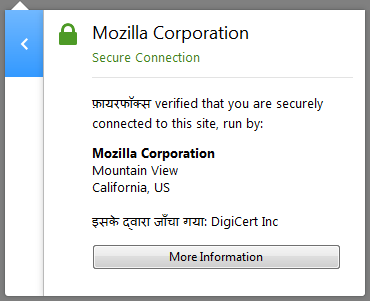 Mozilla Corporation
Secure Connection
फ़ायरफॉक्स verified that you are securely
connected to this site, run by:
Mozilla Corporation
Mountain View
California, US
इसके द्वारा जाँचा गया: DigiCert Inc
More Information